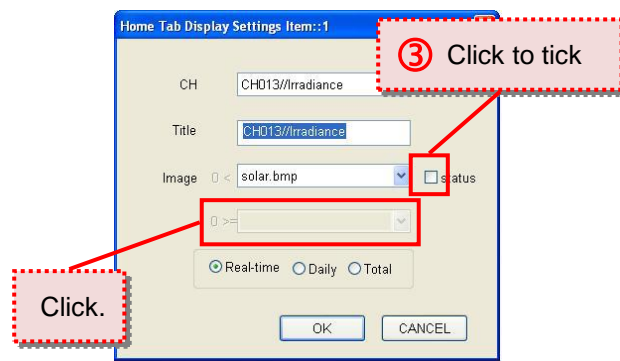 Home Tab Display Settings Item::1
③ Click to tick
CH CH013//Irradiance
Title CH013//Irradiance
Image 0 < solar.bmp status
0 >=
Real-time Daily Total
Click.
OK CANCEL